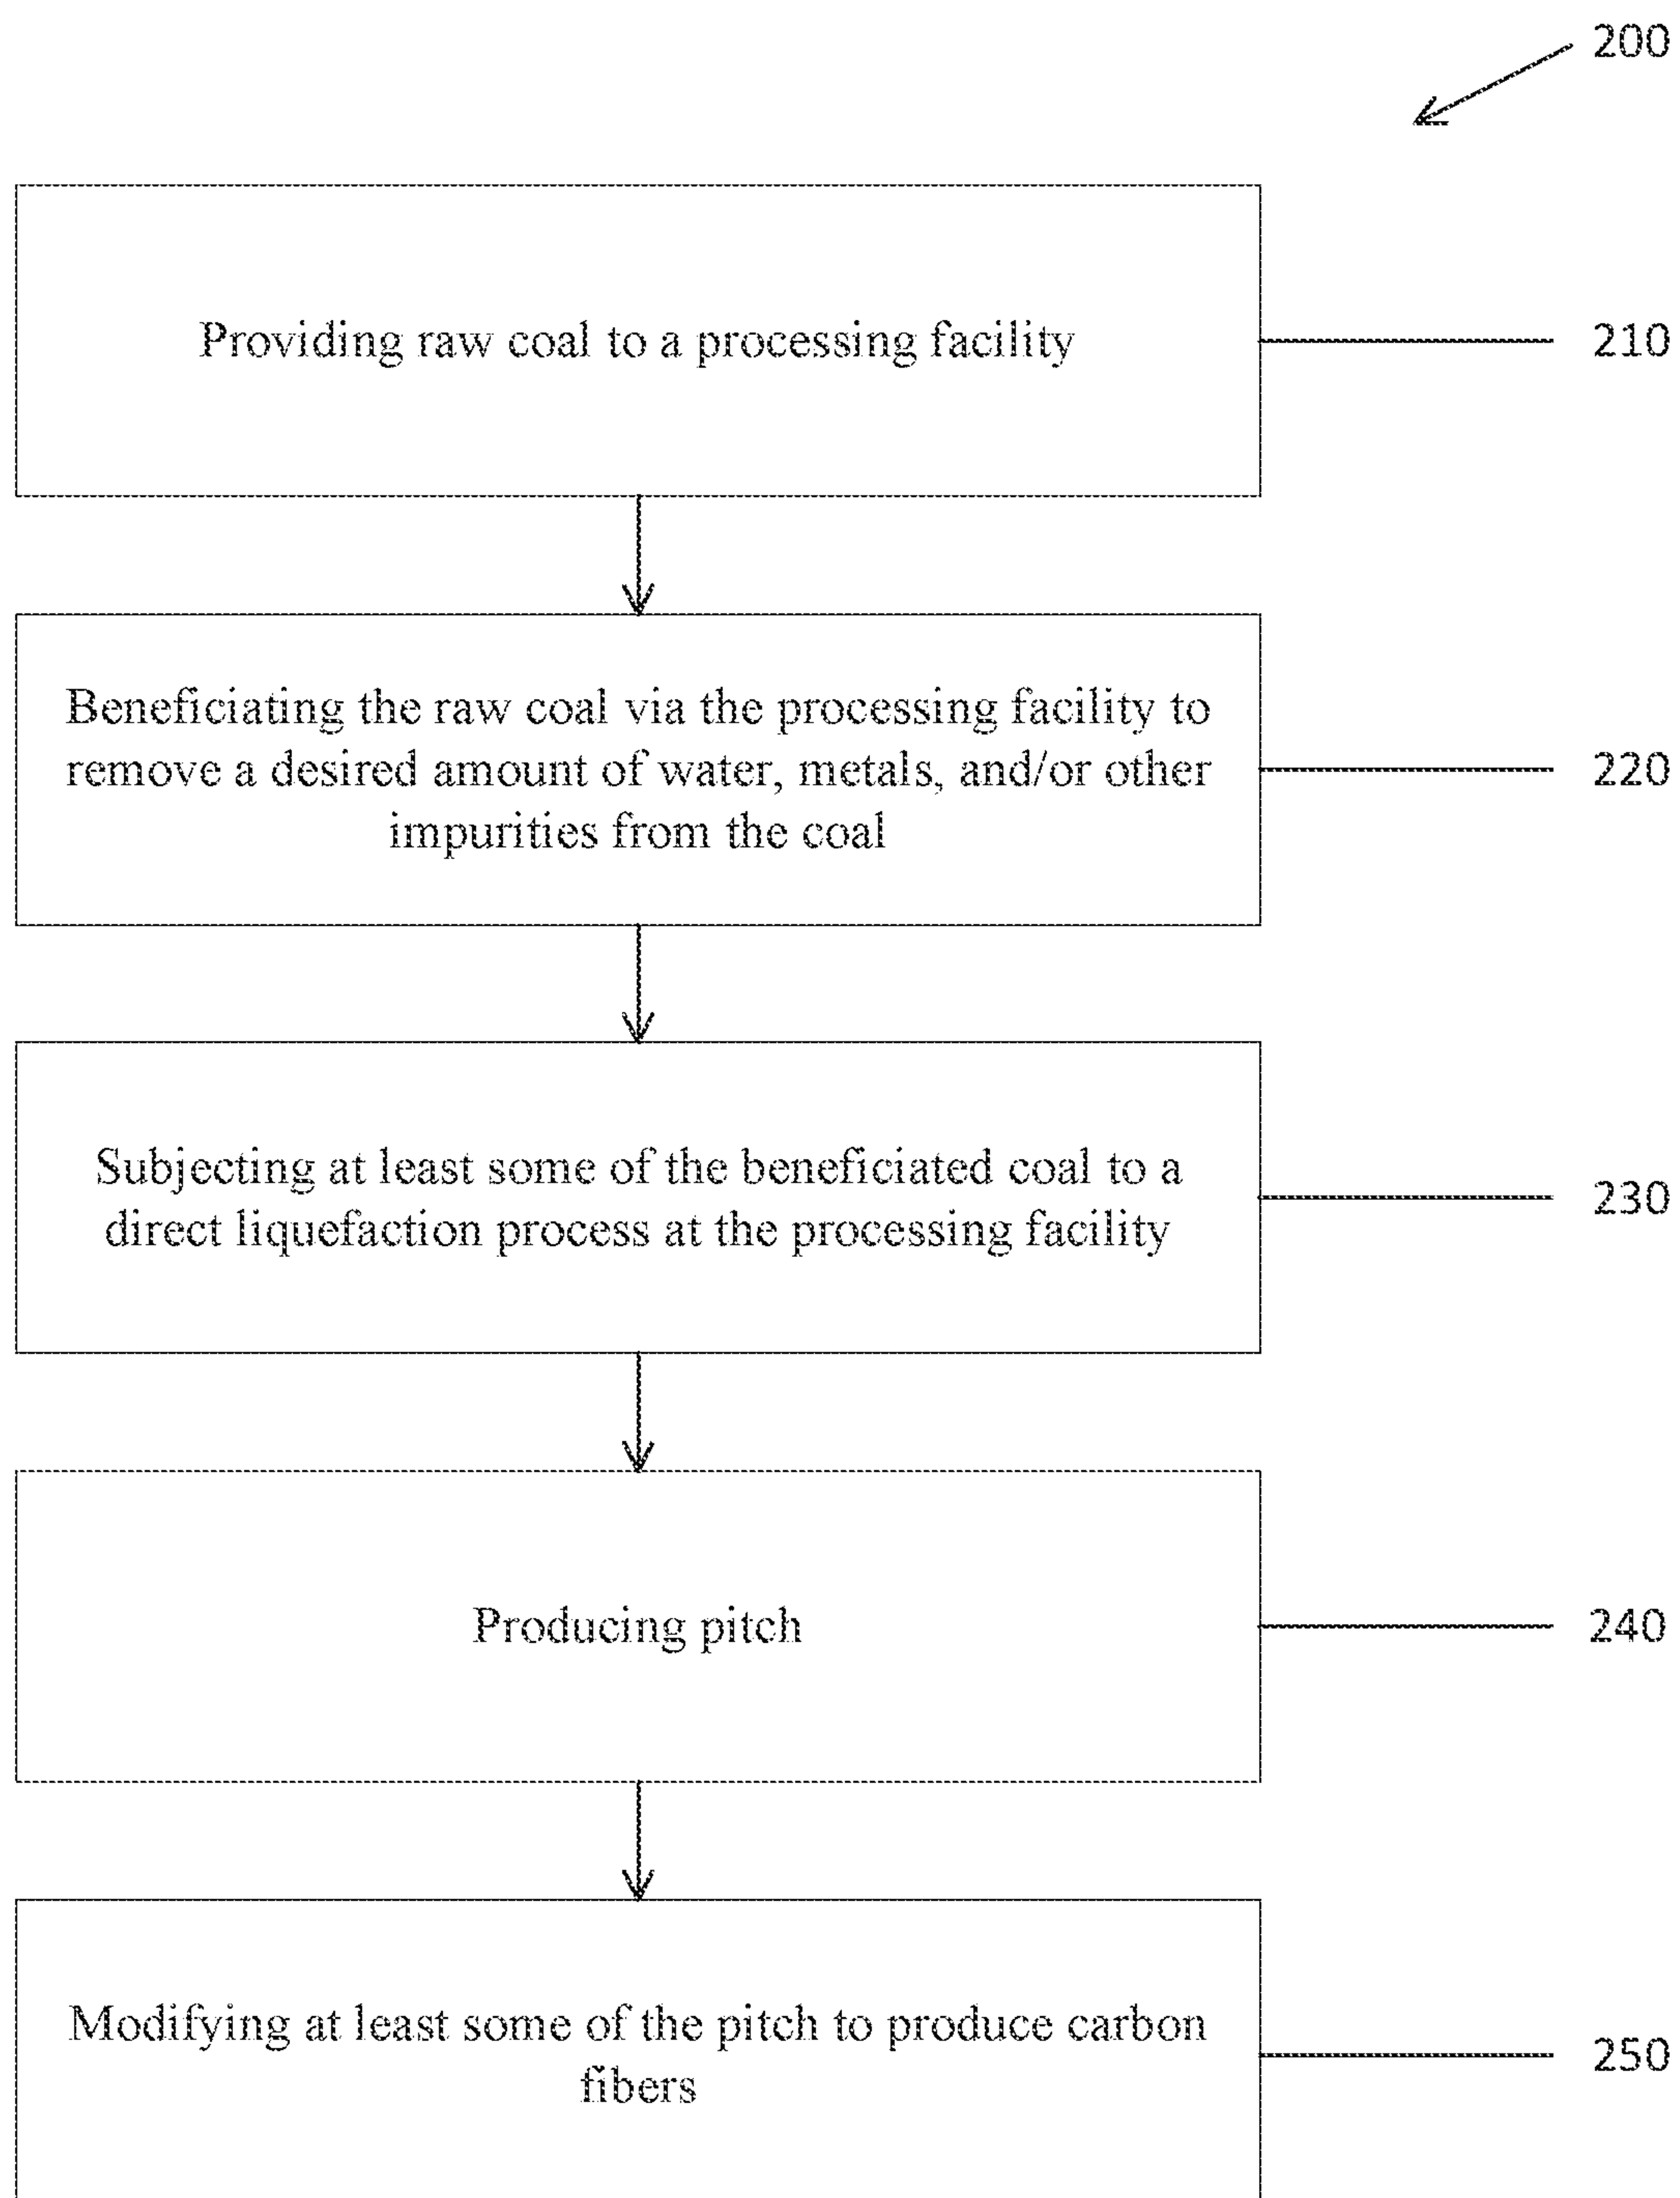 200
Providing raw coal to a processing facility
210
Beneficiating the raw coal via the processing facility to
remove a desired amount of water, metals, and/or other
impurities from the coal
220
Subjecting at least some of the beneficiated coal to a
direct liquefaction process at the processing facility
230
Producing pitch
240
Modifying at least some of the pitch to produce carbon
fibers
250